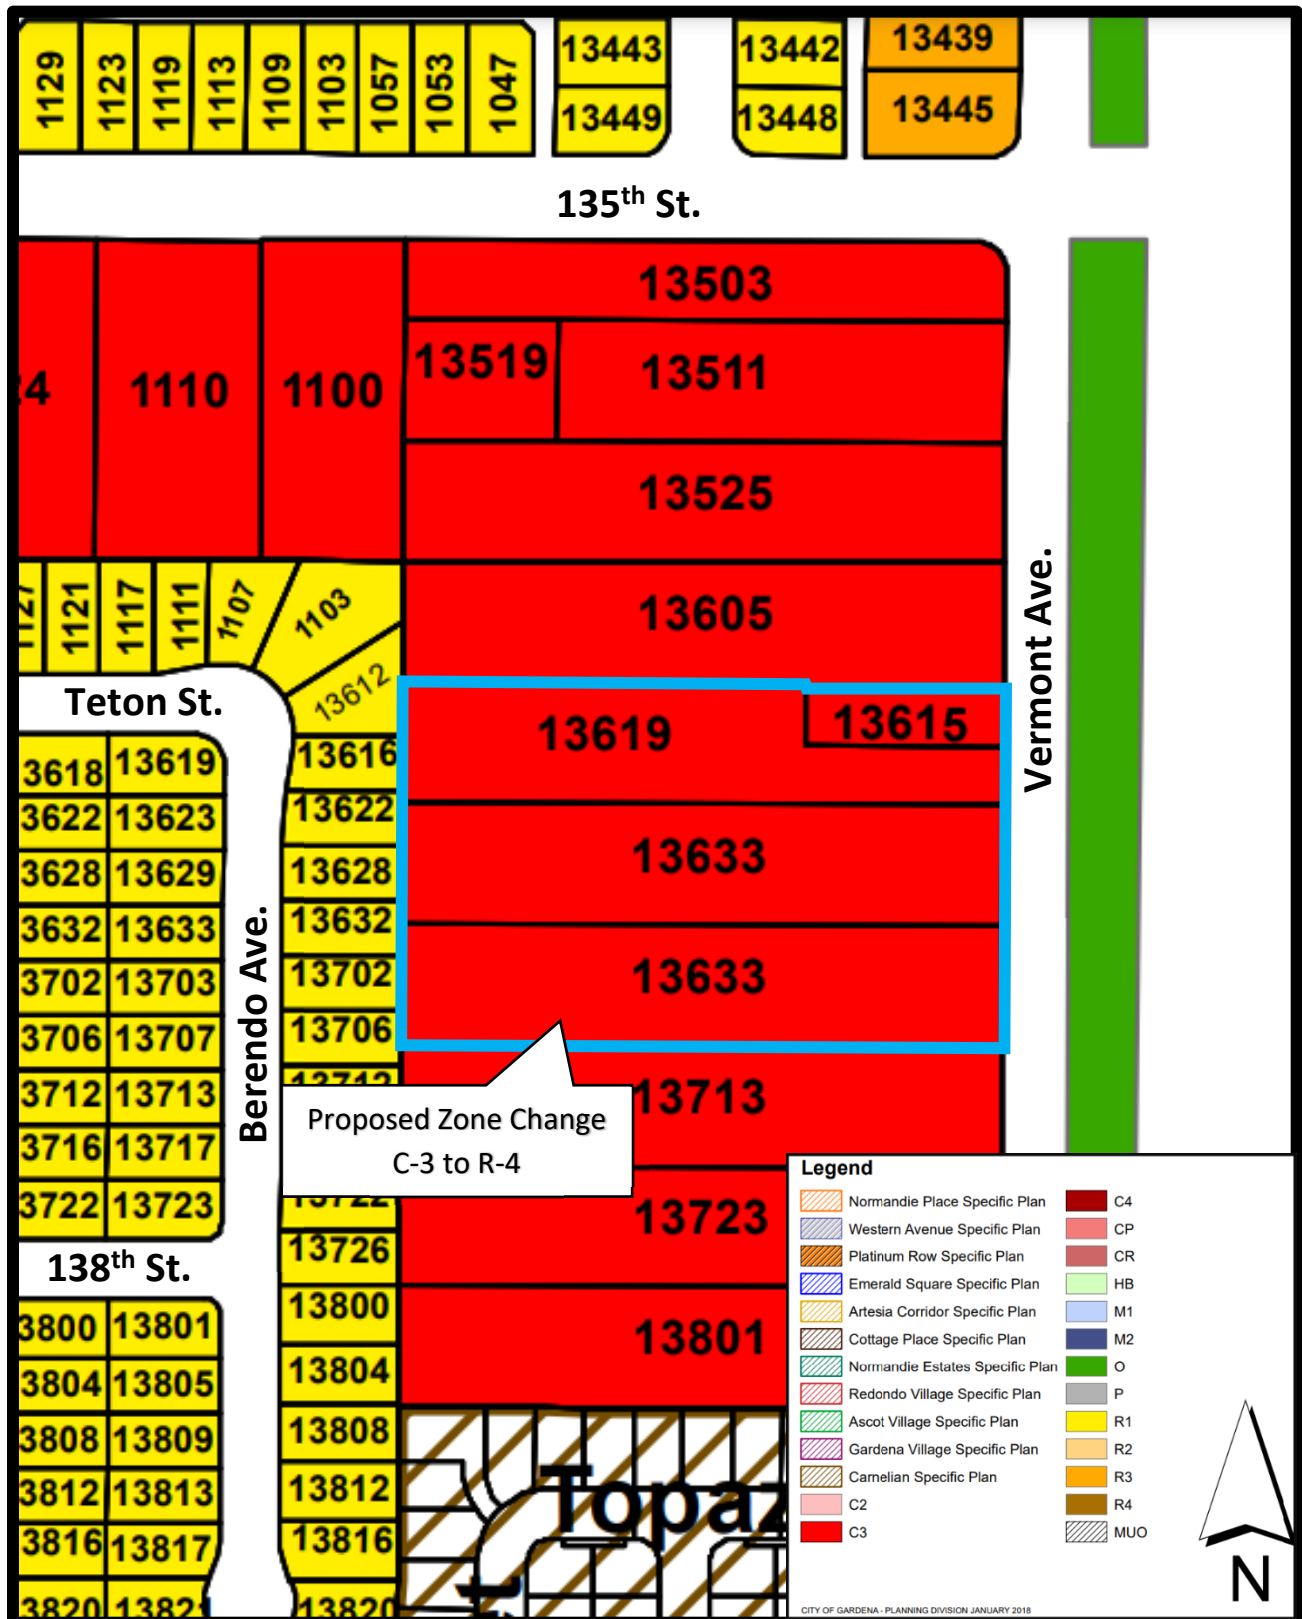 1129 1123 1119 1113 1109 1103 1057 1053 1047
13443 13442 13439
13449 13448 13445
135th St.
13503
13519 13511
24 1110 1100
13525
1127 1121 1117 1111 1107 1103
13605
13612
Teton St.
13619 13615
Vermont Ave.
3618 13619 13616
3622 13623 13622
13633
3628 13629 13628
3632 13633 13632
3702 13703 13702
13633
3706 13707 13706
Berendo Ave.
3712 13713 13712
13713
Proposed Zone Change
C-3 to R-4
3716 13717
3722 13723 13722
13723
138th St.
13726
3800 13801 13800
13801
3804 13805 13804
3808 13809 13808
3812 13813 13812
3816 13817 13816
3820 13821 13820
Topaz
Legend
Normandie Place Specific Plan C4
Western Avenue Specific Plan CP
Platinum Row Specific Plan CR
Emerald Square Specific Plan HB
Artesia Corridor Specific Plan M1
Cottage Place Specific Plan M2
Normandie Estates Specific Plan O
Redondo Village Specific Plan P
Ascot Village Specific Plan R1
Gardena Village Specific Plan R2
Carnelian Specific Plan R3
C2 R4
C3 MUO
N
CITY OF GARDENA - PLANNING DIVISION JANUARY 2018